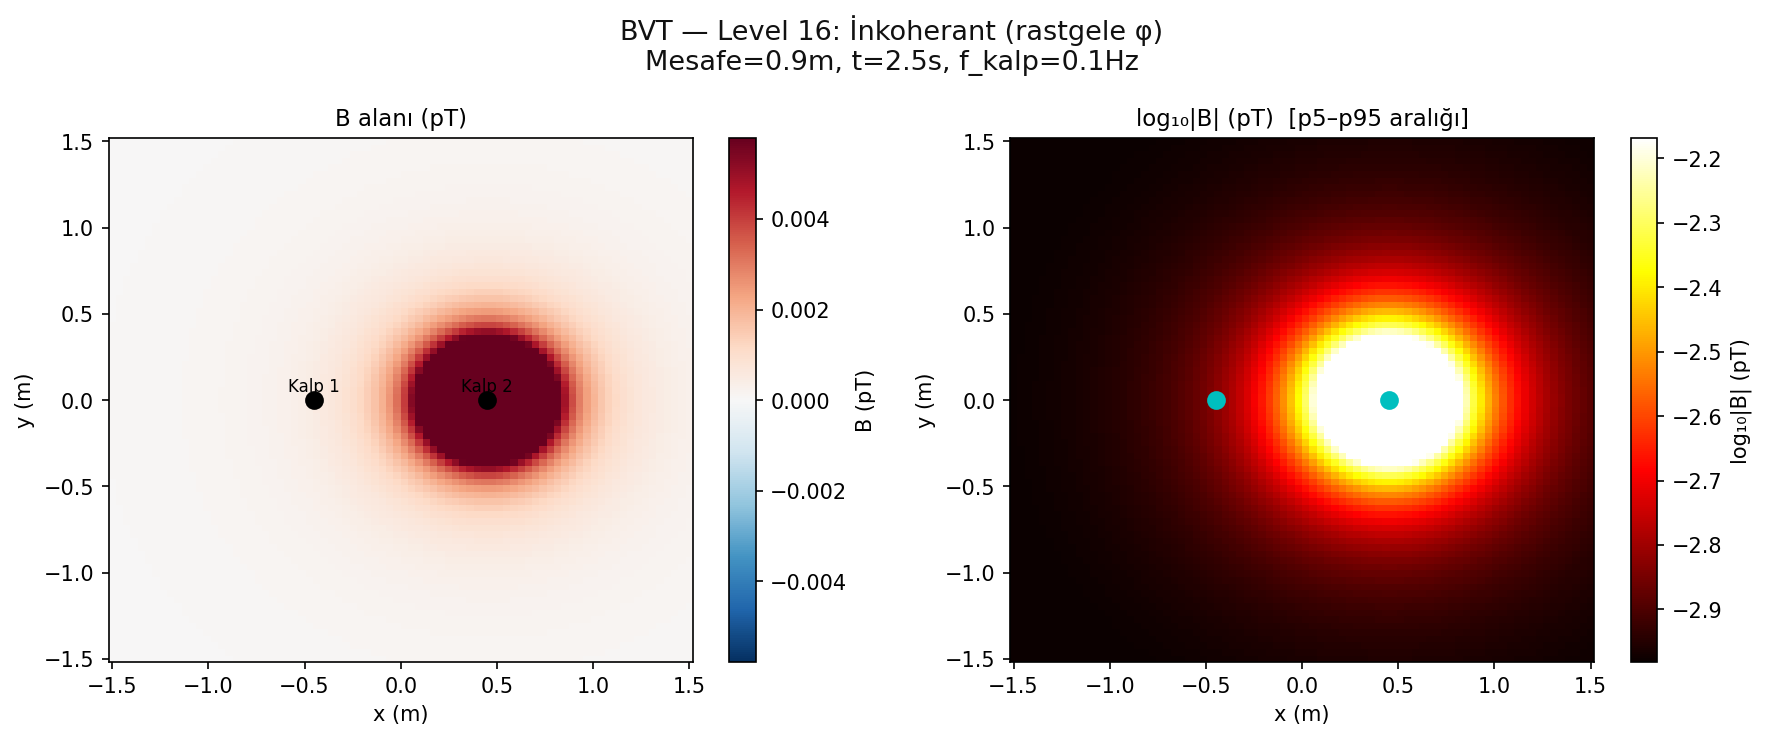 BVT — Level 16: İnkoherant (rastgele φ)
Mesafe=0.9m, t=2.5s, f_kalp=0.1Hz
B alanı (pT)
1.5
1.0
0.5
0.0
−0.5
−1.0
−1.5
y (m)
Kalp 1
Kalp 2
−1.5 −1.0 −0.5 0.0 0.5 1.0 1.5
x (m)
0.004
0.002
0.000
−0.002
−0.004
B (pT)
log₁₀|B| (pT) [p5–p95 aralığı]
1.5
1.0
0.5
0.0
−0.5
−1.0
−1.5
y (m)
−1.5 −1.0 −0.5 0.0 0.5 1.0 1.5
x (m)
−2.2
−2.3
−2.4
−2.5
−2.6
−2.7
−2.8
−2.9
log₁₀|B| (pT)